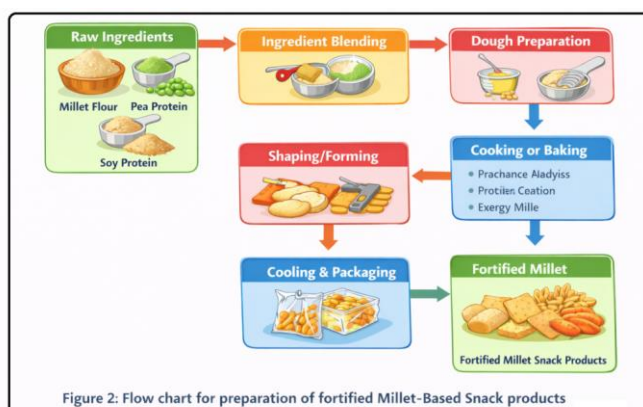 Raw Ingredients
Millet Flour
Pea Protein
Soy Protein
Ingredient Blending
Dough Preparation
Cooking or Baking
• Prachance Aladyiss
• Protiten Ceation
• Exergy Mille
Shaping/Forming
Cooling & Packaging
Fortified Millet
Fortified Millet Snack Products
Figure 2: Flow chart for preparation of fortified Millet-Based Snack products